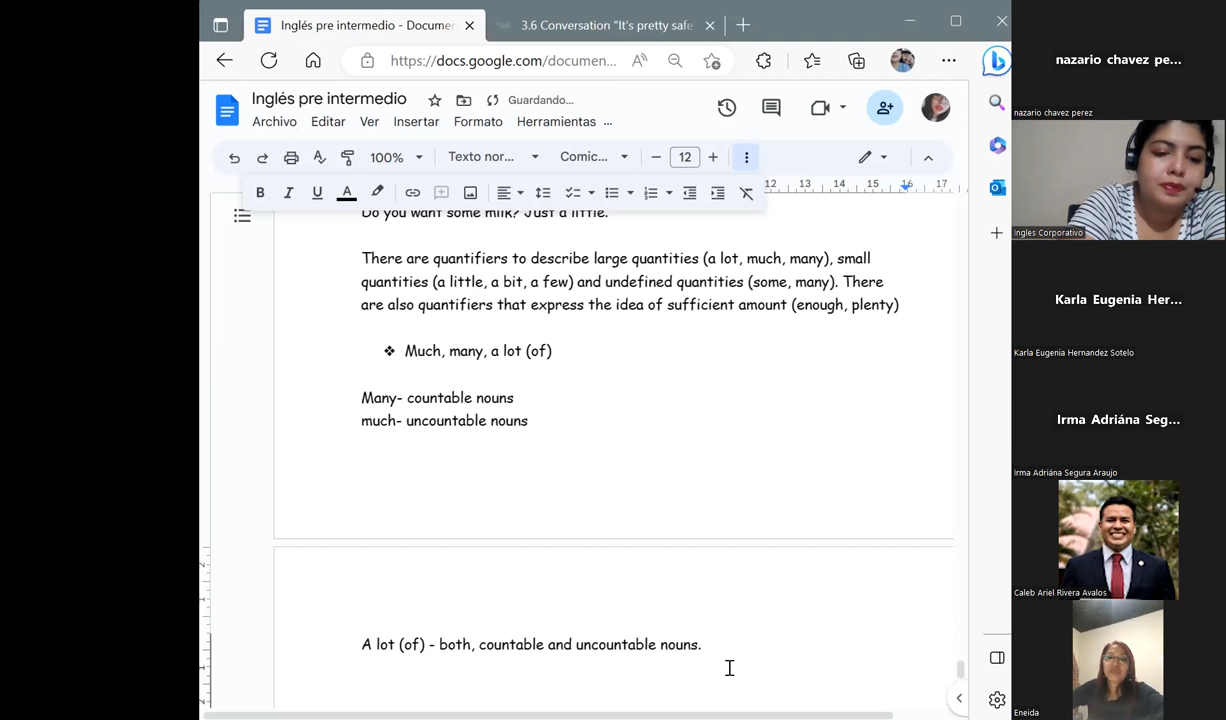 Inglés pre intermedio - Documen
3.6 Conversation "It's pretty safe
https://docs.google.com/documen...
Inglés pre intermedio
Guardando...
Archivo Editar Ver Insertar Formato Herramientas ...
100% Texto nor... Comic... 12
12 13 14 15 16 17
Do you want some milk? Just a little.
There are quantifiers to describe large quantities (a lot, much, many), small
quantities (a little, a bit, a few) and undefined quantities (some, many). There
are also quantifiers that express the idea of sufficient amount (enough, plenty)
❖ Much, many, a lot (of)
Many- countable nouns
much- uncountable nouns
A lot (of) - both, countable and uncountable nouns.
nazario chavez pe...
nazario chavez perez
Ingles Corporativo
Karla Eugenia Her...
Karla Eugenia Hernandez Sotelo
Irma Adriána Seg...
Irma Adriána Segura Araujo
Caleb Ariel Rivera Avalos
Eneida